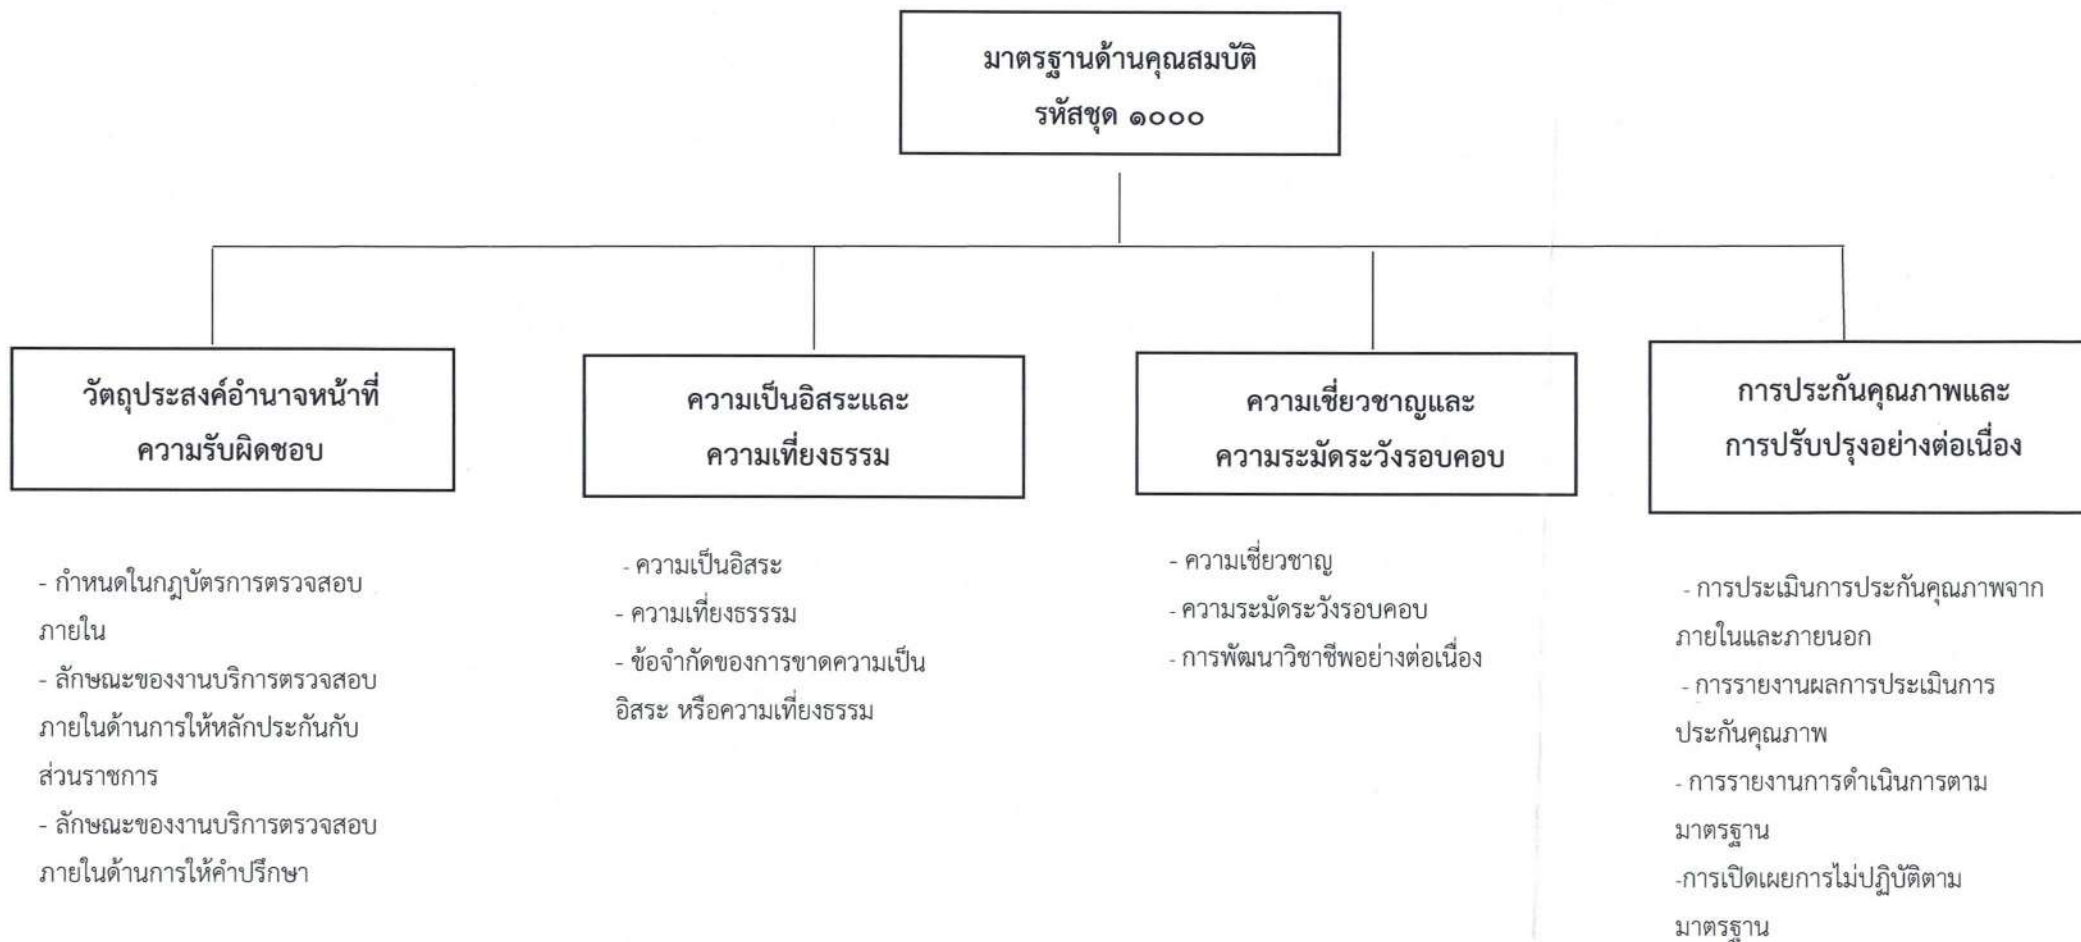 มาตรฐานด้านคุณสมบัติ
รหัสชุด ๑๐๐๐
วัตถุประสงค์อำนาจหน้าที่
ความรับผิดชอบ
- กำหนดในกฎบัตรการตรวจสอบ
ภายใน
- ลักษณะของงานบริการตรวจสอบ
ภายในด้านการให้หลักประกันกับ
ส่วนราชการ
- ลักษณะของงานบริการตรวจสอบ
ภายในด้านการให้คำปรึกษา
ความเป็นอิสระและ
ความเที่ยงธรรม
- ความเป็นอิสระ
- ความเที่ยงธรรรม
- ข้อจำกัดของการขาดความเป็น
อิสระ หรือความเที่ยงธรรม
ความเชี่ยวชาญและ
ความระมัดระวังรอบคอบ
- ความเชี่ยวชาญ
- ความระมัดระวังรอบคอบ
- การพัฒนาวิชาชีพอย่างต่อเนื่อง
การประกันคุณภาพและ
การปรับปรุงอย่างต่อเนื่อง
- การประเมินการประกันคุณภาพจาก
ภายในและภายนอก
- การรายงานผลการประเมินการ
ประกันคุณภาพ
- การรายงานการดำเนินการตาม
มาตรฐาน
-การเปิดเผยการไม่ปฏิบัติตาม
มาตรฐาน